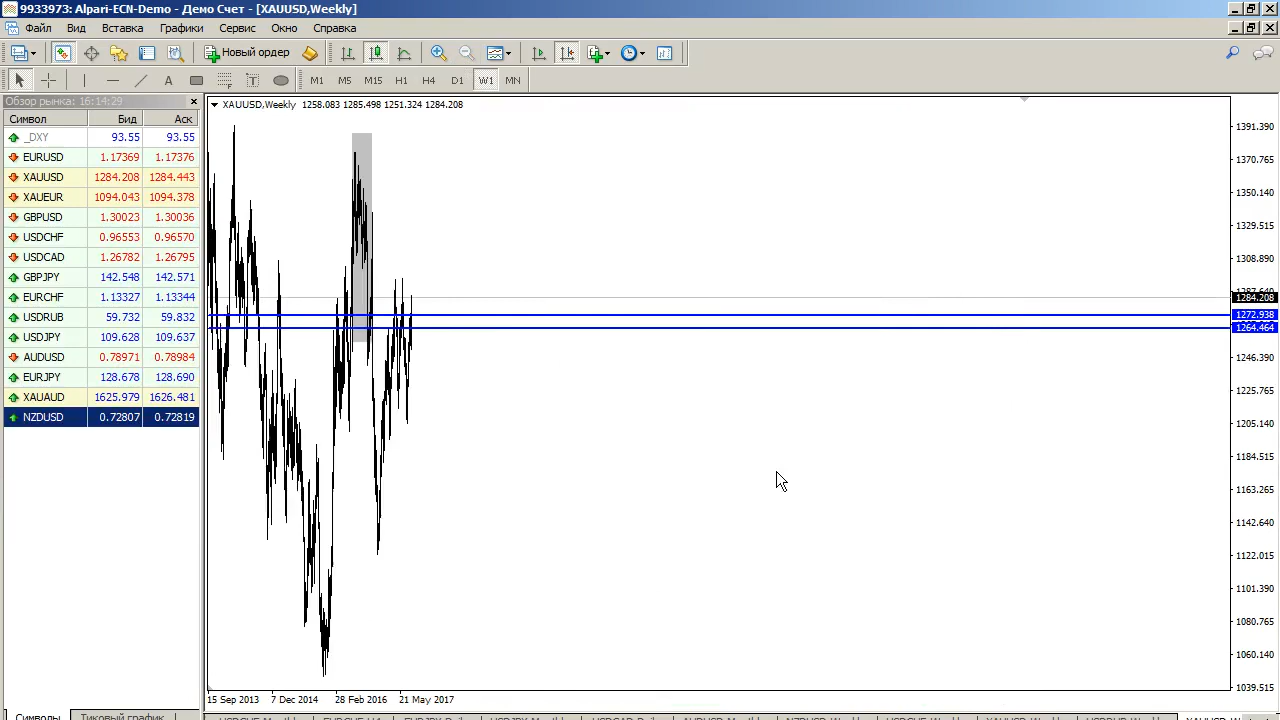 9933973: Alpari-ECN-Demo - Демо Счет - [XAUUSD,Weekly]
Файл Вид Вставка Графики Сервис Окно Справка
Новый ордер
A T M1 M5 M15 H1 H4 D1 W1 MN
Обзор рынка: 16:14:29
Символ Бид Аск
_DXY 93.55 93.55
EURUSD 1.17369 1.17376
XAUUSD 1284.208 1284.443
XAUEUR 1094.043 1094.378
GBPUSD 1.30023 1.30036
USDCHF 0.96553 0.96570
USDCAD 1.26782 1.26795
GBPJPY 142.548 142.571
EURCHF 1.13327 1.13344
USDRUB 59.732 59.832
USDJPY 109.628 109.637
AUDUSD 0.78971 0.78984
EURJPY 128.678 128.690
XAUAUD 1625.979 1626.481
NZDUSD 0.72807 0.72819
Символы Тиковый график
XAUUSD,Weekly 1258.083 1285.498 1251.324 1284.208
1391.390
1370.765
1350.140
1329.515
1308.890
1284.208
1272.938
1264.464
1246.390
1225.765
1205.140
1184.515
1163.265
1142.640
1122.015
1101.390
1080.765
1060.140
1039.515
15 Sep 2013 7 Dec 2014 28 Feb 2016 21 May 2017